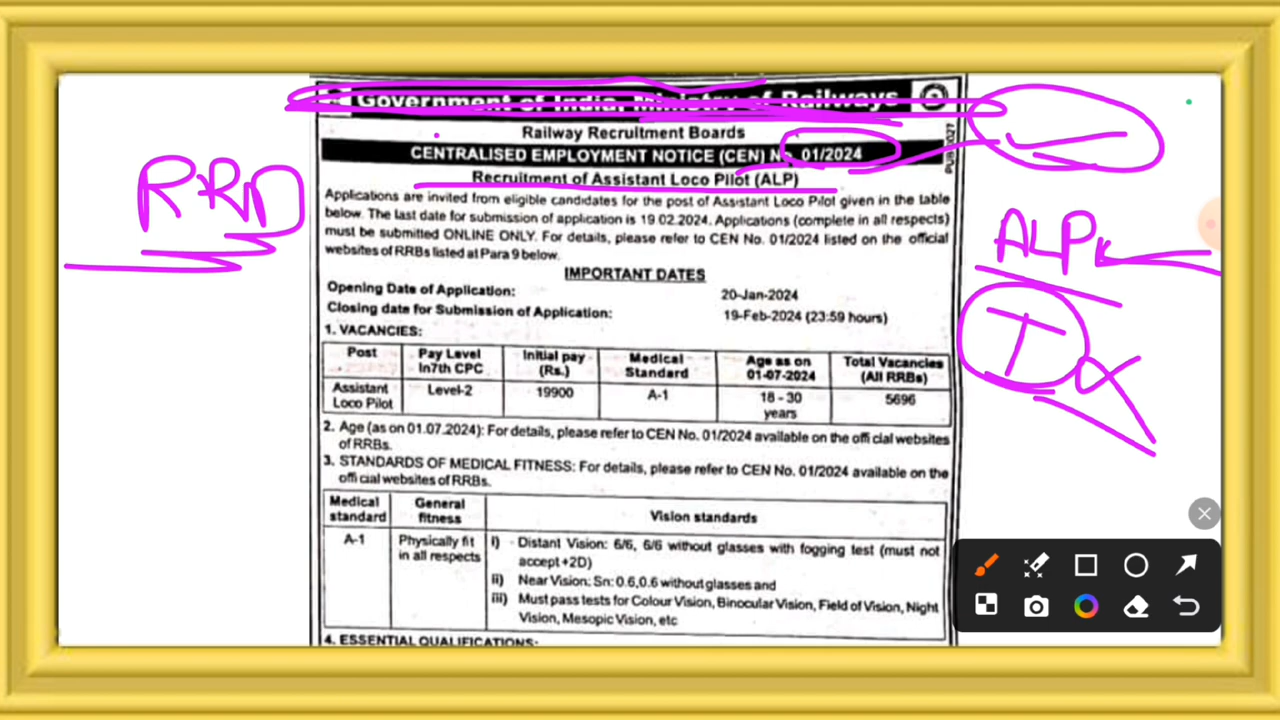 Government of India, Ministry of Railways
Railway Recruitment Boards
CENTRALISED EMPLOYMENT NOTICE (CEN) No. 01/2024
Recruitment of Assistant Loco Pilot (ALP)
Applications are invited from eligible candidates for the post of Assistant Loco Pilot given in the table
below. The last date for submission of application is 19.02.2024. Applications (complete in all respects)
must be submitted ONLINE ONLY. For details, please refer to CEN No. 01/2024 listed on the official
websites of RRBs listed at Para 9 below.
IMPORTANT DATES
Opening Date of Application: 20-Jan-2024
Closing date for Submission of Application: 19-Feb-2024 (23:59 hours)
1. VACANCIES:
Post Pay Level In7th CPC Initial pay (Rs.) Medical Standard Age as on 01-07-2024 Total Vacancies (All RRBs)
Assistant Loco Pilot Level-2 19900 A-1 18 - 30 years 5696
2. Age (as on 01.07.2024): For details, please refer to CEN No. 01/2024 available on the official websites
of RRBs.
3. STANDARDS OF MEDICAL FITNESS: For details, please refer to CEN No. 01/2024 available on the
official websites of RRBs.
Medical standard General fitness Vision standards
A-1 Physically fit in all respects
i) Distant Vision: 6/6, 6/6 without glasses with fogging test (must not
accept +2D)
ii) Near Vision: Sn: 0.6,0.6 without glasses and
iii) Must pass tests for Colour Vision, Binocular Vision, Field of Vision, Night
Vision, Mesopic Vision, etc
4. ESSENTIAL QUALIFICATIONS:
ALP
T